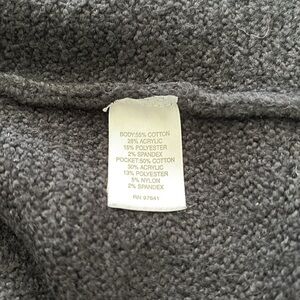 BODY:55% COTTON
28% ACRYLIC
15% POLYESTER
2% SPANDEX
POCKET:50% COTTON
30% ACRYLIC
13% POLYESTER
5% NYLON
2% SPANDEX
RN 97641